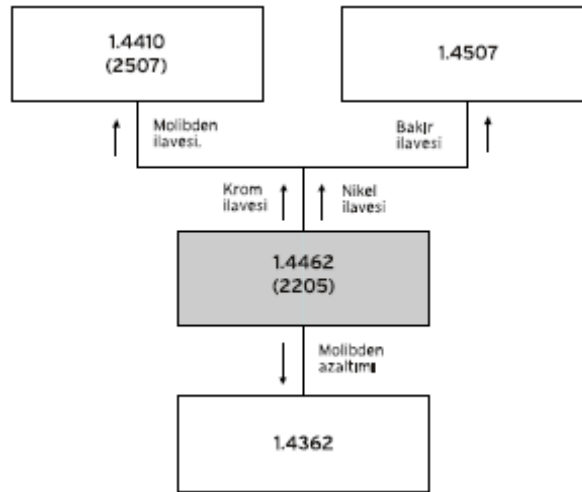 1.4410
(2507)
1.4507
Molibden
ilavesi.
Bakır
ilavesi
Krom
ilavesi
Nikel
ilavesi
1.4462
(2205)
Molibden
azaltımı
1.4362